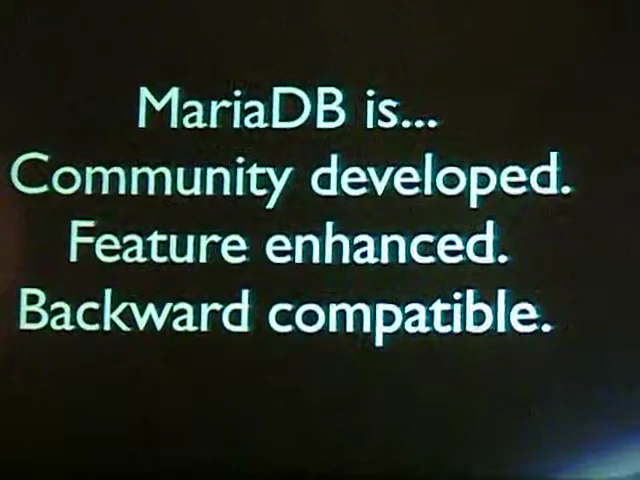 MariaDB is...
Community developed.
Feature enhanced.
Backward compatible.